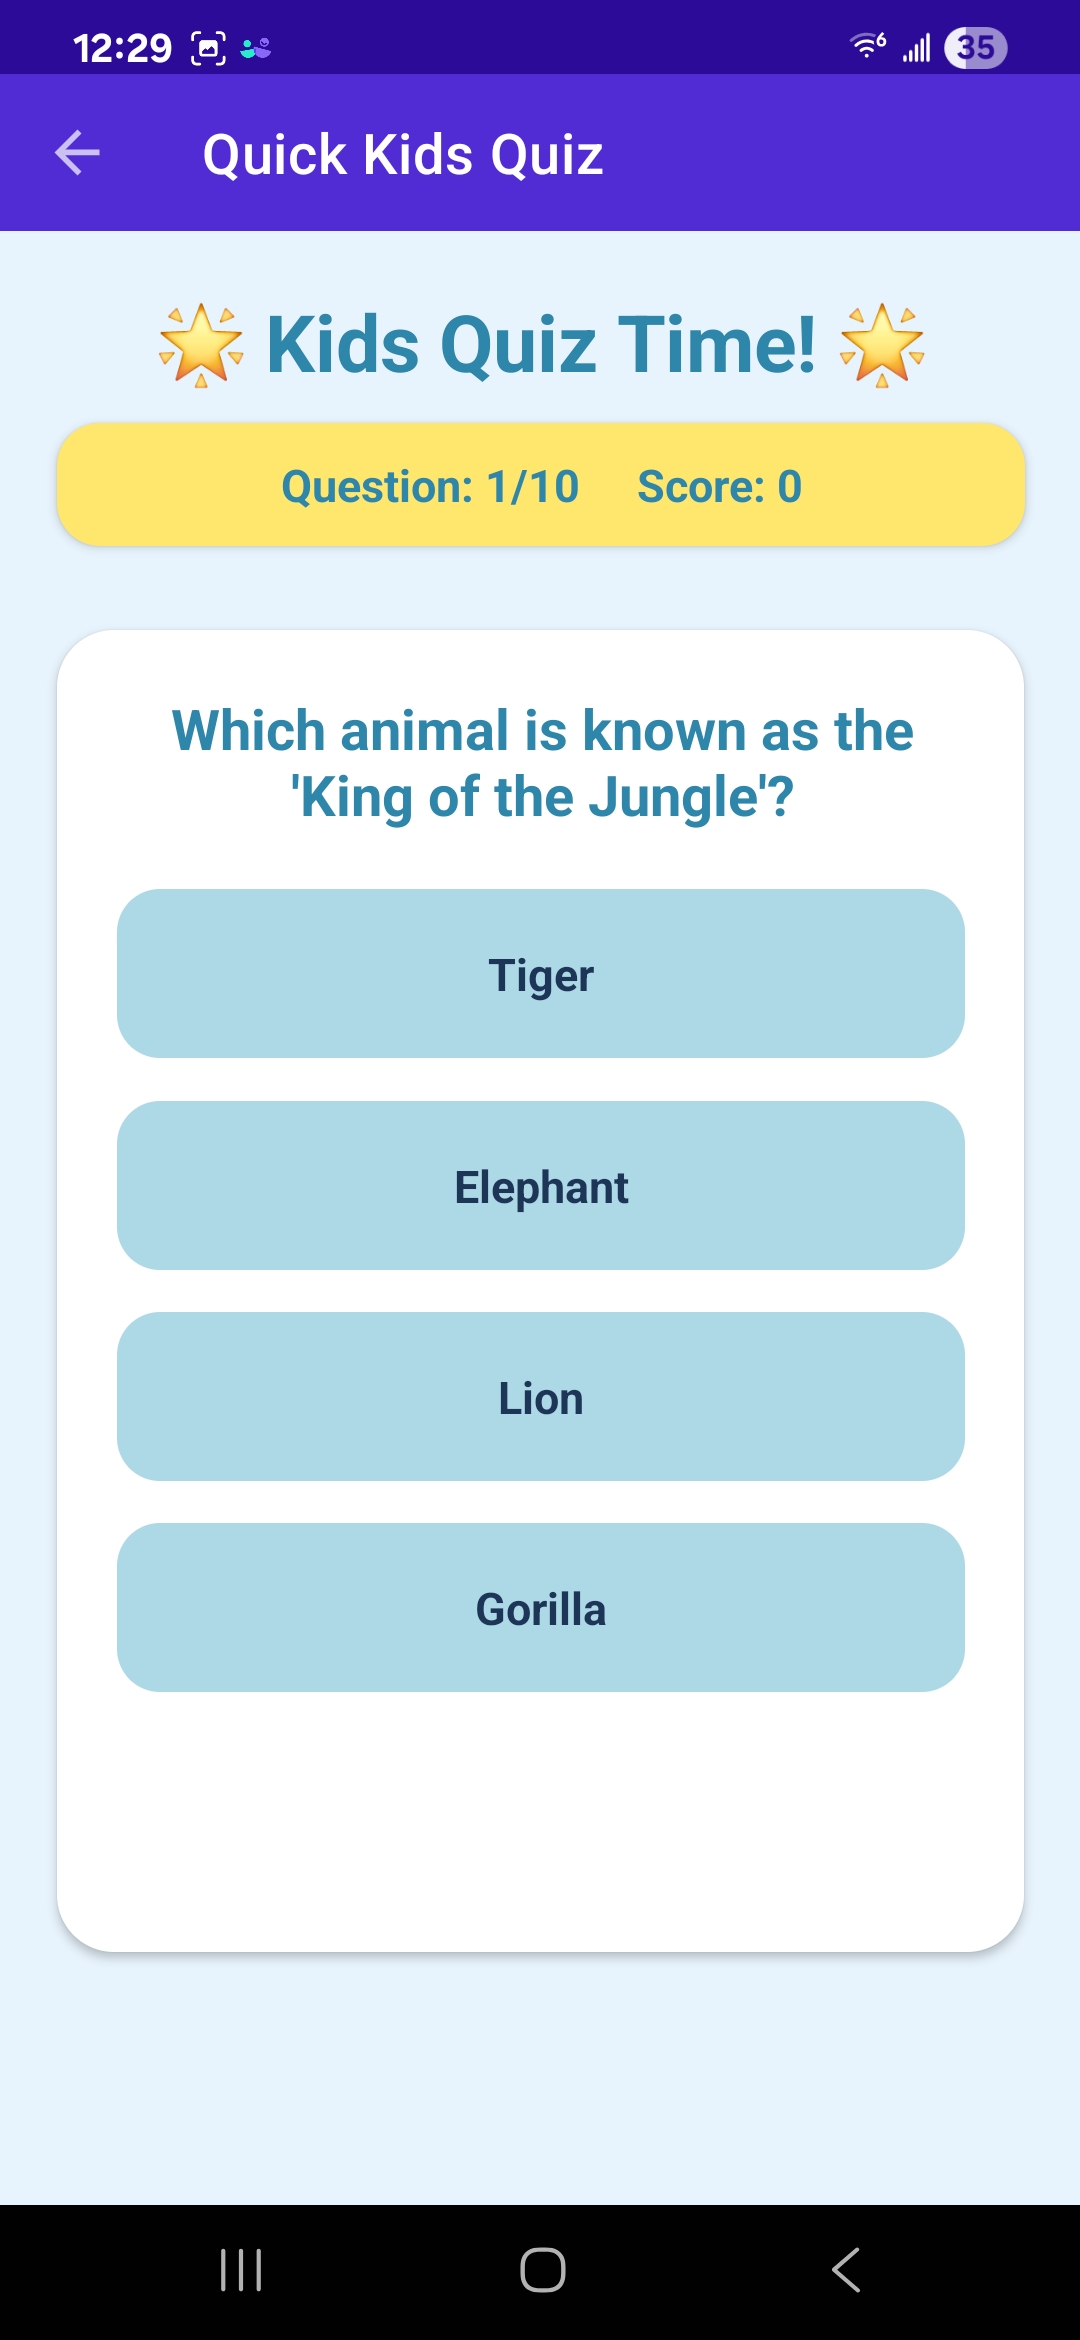 12:29
6
35
Quick Kids Quiz
Kids Quiz Time!
Question: 1/10 Score: 0
Which animal is known as the
'King of the Jungle'?
Tiger
Elephant
Lion
Gorilla